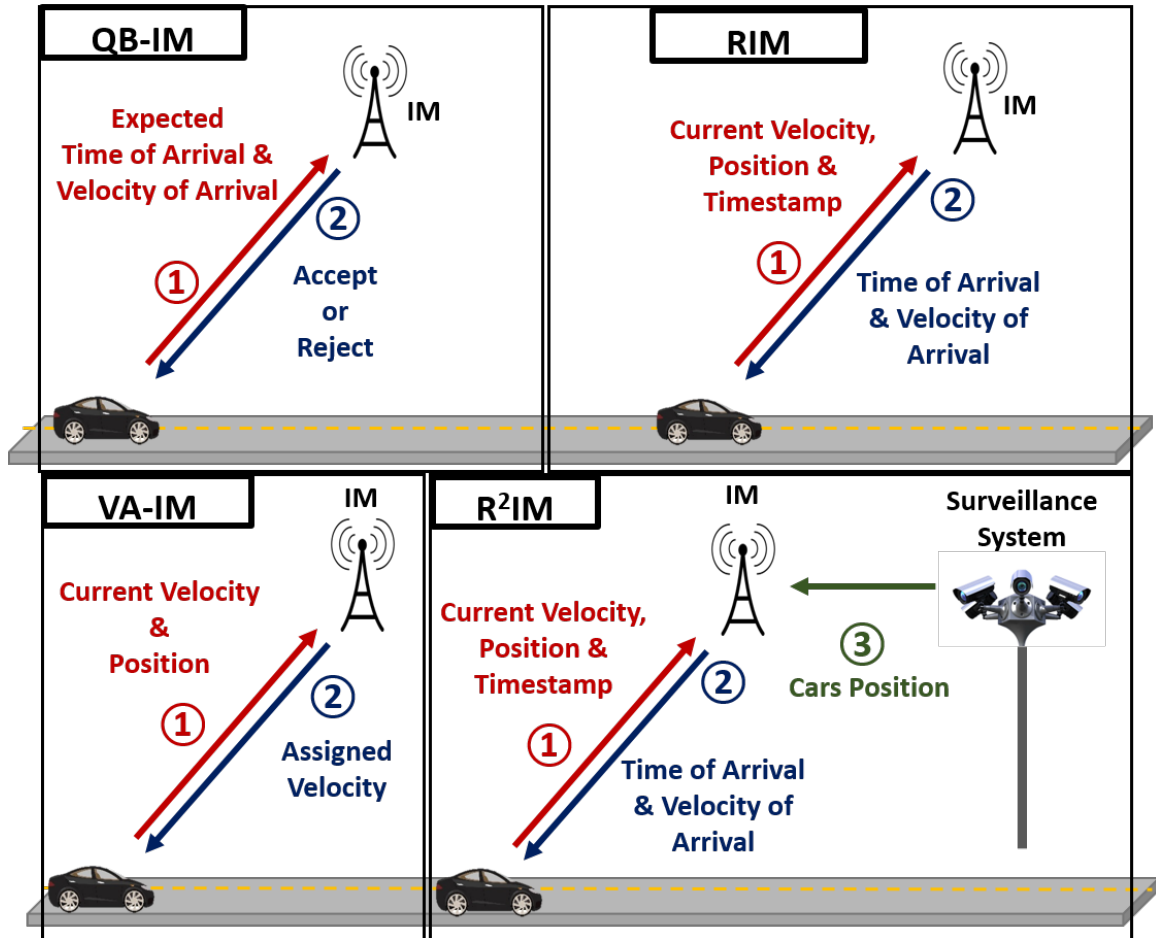 QB-IM
IM
Expected
Time of Arrival &
Velocity of Arrival
1
2
Accept
or
Reject
RIM
IM
Current Velocity,
Position &
Timestamp
1
2
Time of Arrival
& Velocity of
Arrival
VA-IM
IM
Current Velocity
&
Position
1
2
Assigned
Velocity
R²IM
IM
Current Velocity,
Position &
Timestamp
1
2
Time of Arrival
& Velocity of
Arrival
Surveillance
System
3
Cars Position